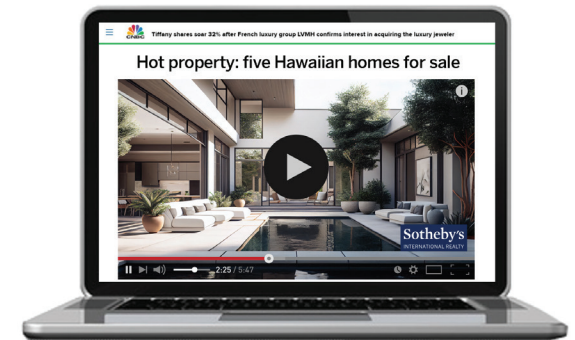 CNBC
Tiffany shares soar 32% after French luxury group LVMH confirms interest in acquiring the luxury jeweler
Hot property: five Hawaiian homes for sale
i
Sotheby's
INTERNATIONAL REALTY
2:25 / 5:47